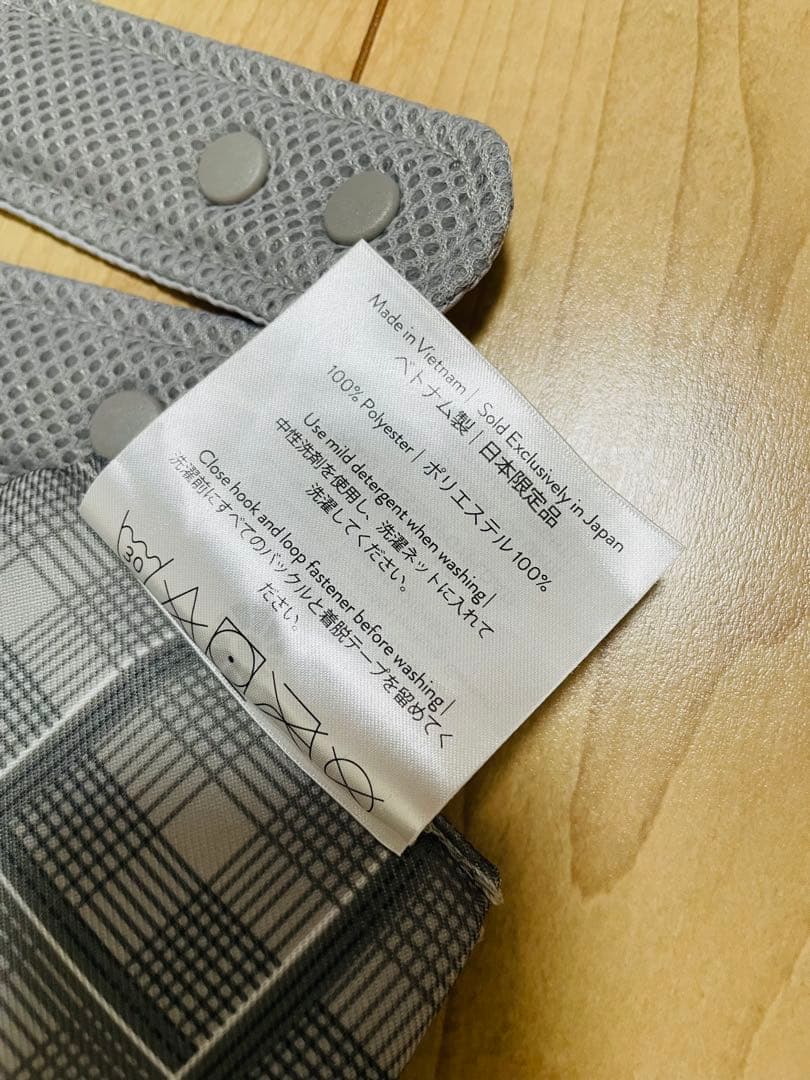 Made in Vietnam | Sold Exclusively in Japan
ベトナム製 | 日本限定品
100% Polyester | ポリエステル 100%
Use mild detergent when washing |
中性洗剤を使用し、洗濯ネットに入れて
洗濯してください。
Close hook and loop fastener before washing |
洗濯前にすべてのバックルと着脱テープを留めてく
ださい。
30